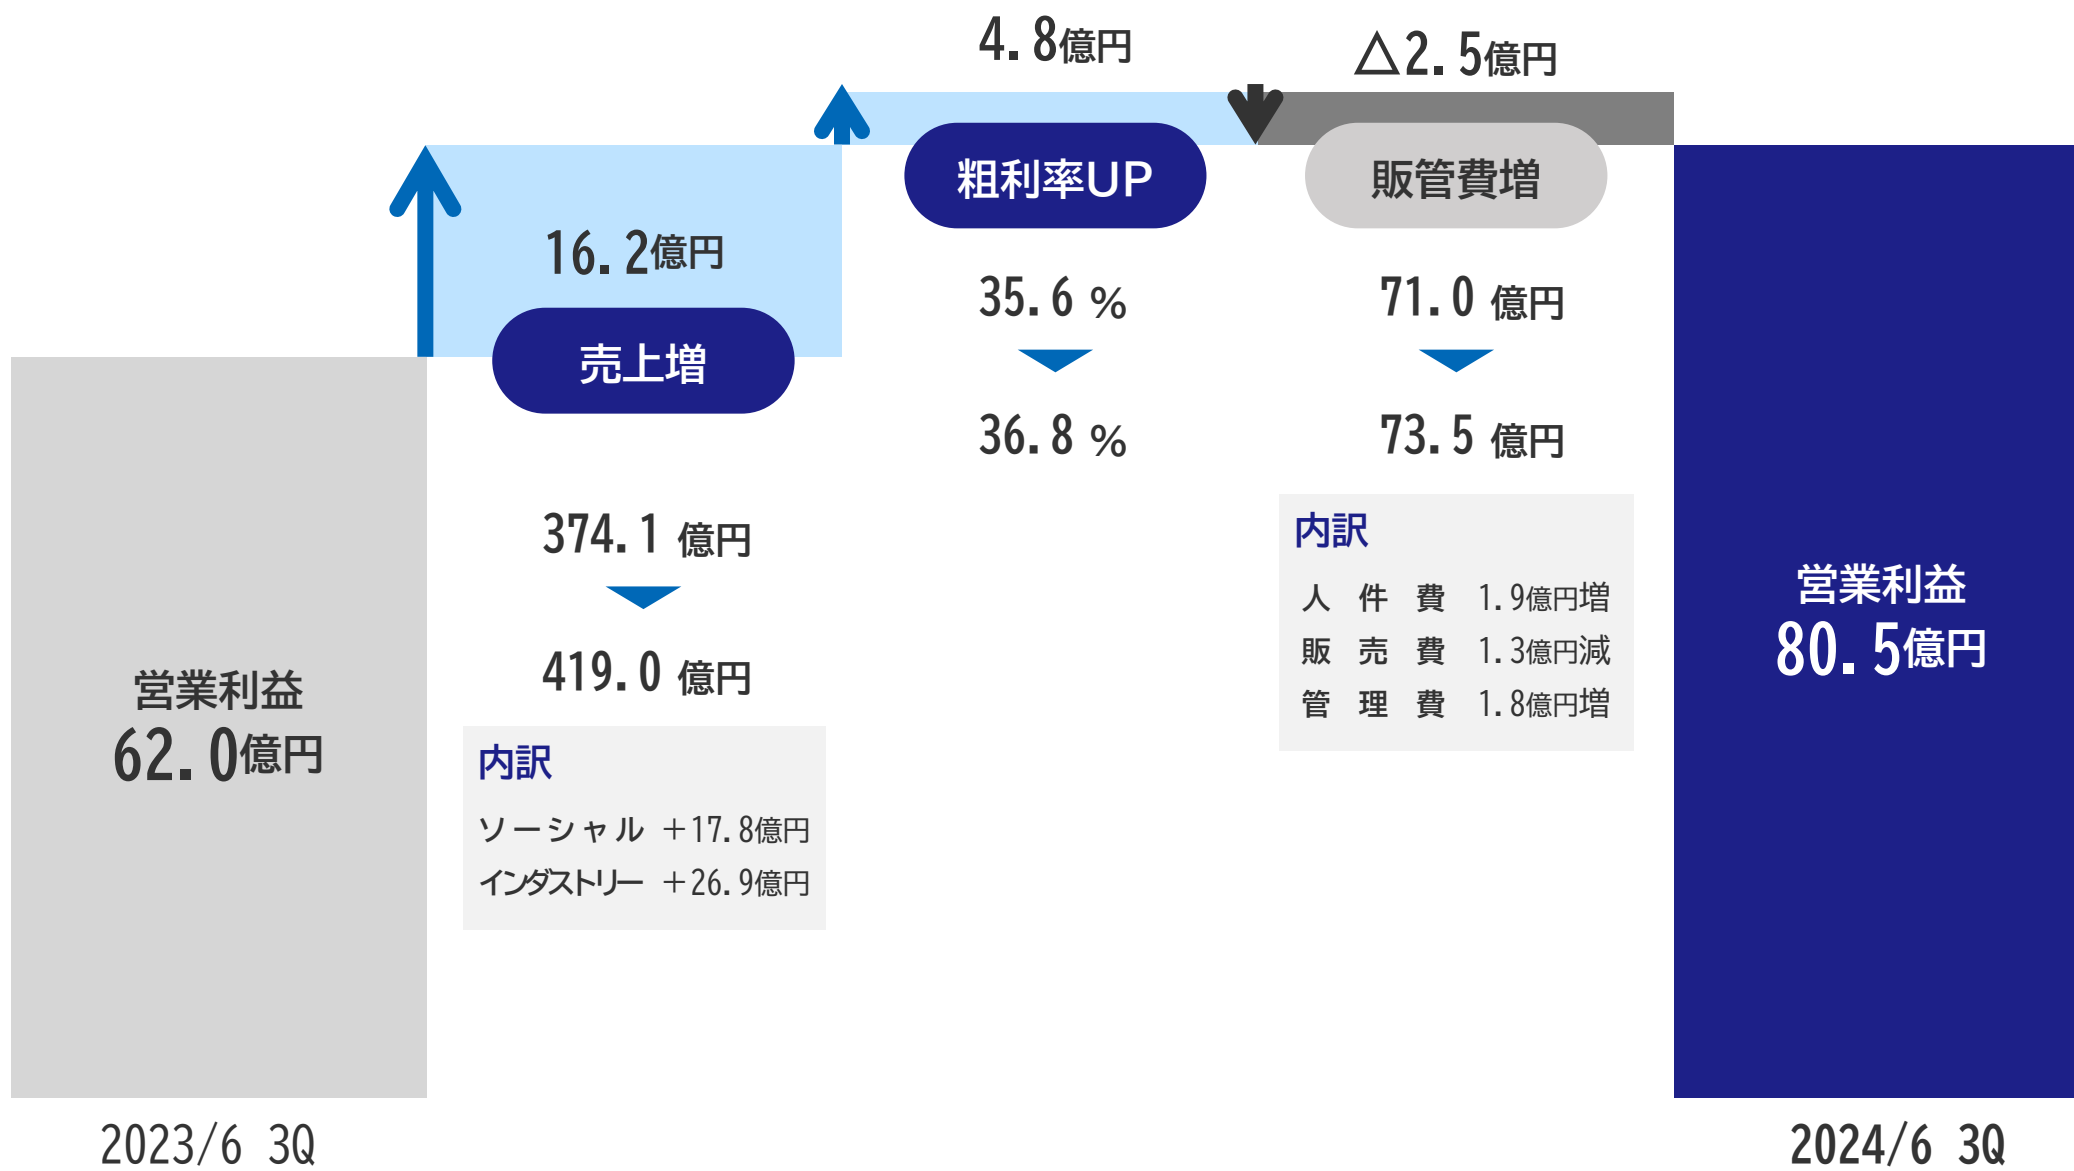 営業利益
62.0億円
2023/6 3Q
16.2億円
売上増
374.1 億円
419.0 億円
内訳
ソーシャル ＋17.8億円
インダストリー ＋26.9億円
4.8億円
粗利率UP
35.6 %
36.8 %
△2.5億円
販管費増
71.0 億円
73.5 億円
内訳
人件費 1.9億円増
販売費 1.3億円減
管理費 1.8億円増
営業利益
80.5億円
2024/6 3Q